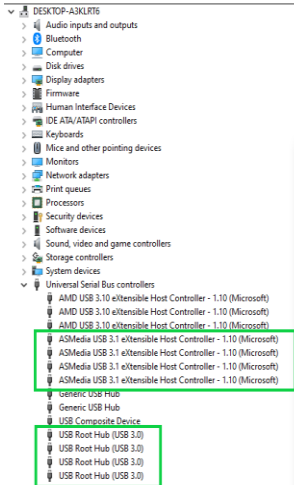 DESKTOP-A3KLRT6
Audio inputs and outputs
Bluetooth
Computer
Disk drives
Display adapters
Firmware
Human Interface Devices
IDE ATA/ATAPI controllers
Keyboards
Mice and other pointing devices
Monitors
Network adapters
Print queues
Processors
Security devices
Software devices
Sound, video and game controllers
Storage controllers
System devices
Universal Serial Bus controllers
AMD USB 3.10 eXtensible Host Controller - 1.10 (Microsoft)
AMD USB 3.10 eXtensible Host Controller - 1.10 (Microsoft)
AMD USB 3.10 eXtensible Host Controller - 1.10 (Microsoft)
ASMedia USB 3.1 eXtensible Host Controller - 1.10 (Microsoft)
ASMedia USB 3.1 eXtensible Host Controller - 1.10 (Microsoft)
ASMedia USB 3.1 eXtensible Host Controller - 1.10 (Microsoft)
ASMedia USB 3.1 eXtensible Host Controller - 1.10 (Microsoft)
Generic USB Hub
Generic USB Hub
USB Composite Device
USB Root Hub (USB 3.0)
USB Root Hub (USB 3.0)
USB Root Hub (USB 3.0)
USB Root Hub (USB 3.0)